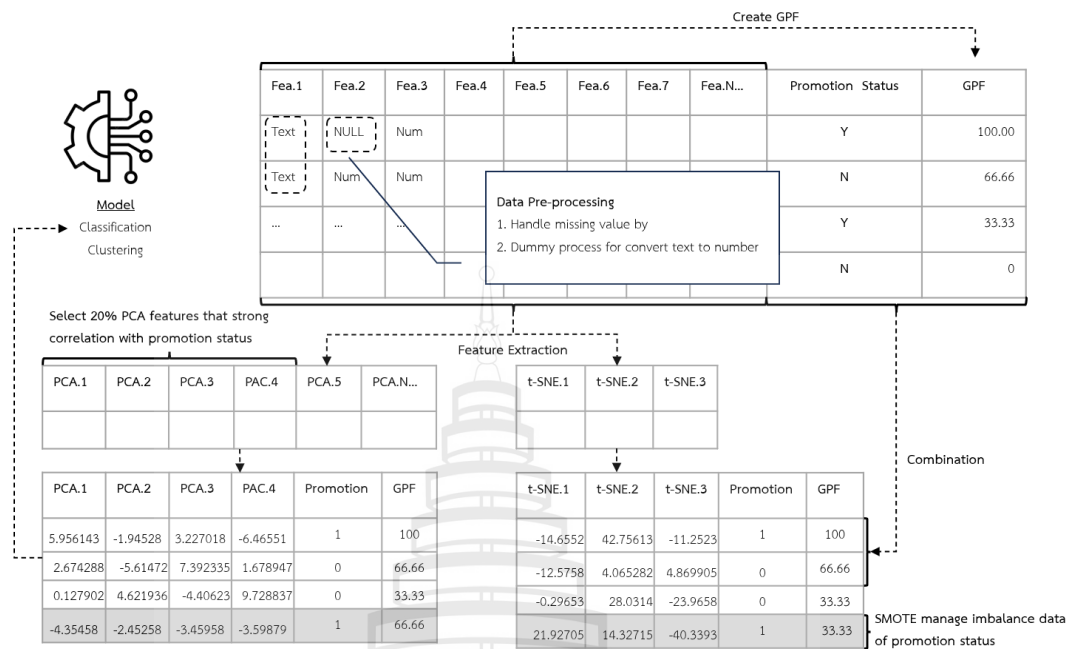 Create GPF
Fea.1 Fea.2 Fea.3 Fea.4 Fea.5 Fea.6 Fea.7 Fea.N... Promotion Status GPF
Text NULL Num Y 100.00
Text Num Num N 66.66
... ... ... Y 33.33
N 0
Data Pre-processing
1. Handle missing value by
2. Dummy process for convert text to number
Model
Classification
Clustering
Select 20% PCA features that strong
correlation with promotion status
Feature Extraction
PCA.1 PCA.2 PCA.3 PAC.4 PCA.5 PCA.N...
t-SNE.1 t-SNE.2 t-SNE.3
Combination
PCA.1 PCA.2 PCA.3 PAC.4 Promotion GPF
5.956143 -1.94528 3.227018 -6.46551 1 100
2.674288 -5.61472 7.392335 1.678947 0 66.66
0.127902 4.621936 -4.40623 9.728837 0 33.33
-4.35458 -2.45258 -3.45958 -3.59879 1 66.66
t-SNE.1 t-SNE.2 t-SNE.3 Promotion GPF
-14.6552 42.75613 -11.2523 1 100
-12.5758 4.065282 4.869905 0 66.66
-0.29653 28.0314 -23.9658 0 33.33
21.92705 14.32715 -40.3393 1 33.33
SMOTE manage imbalance data
of promotion status